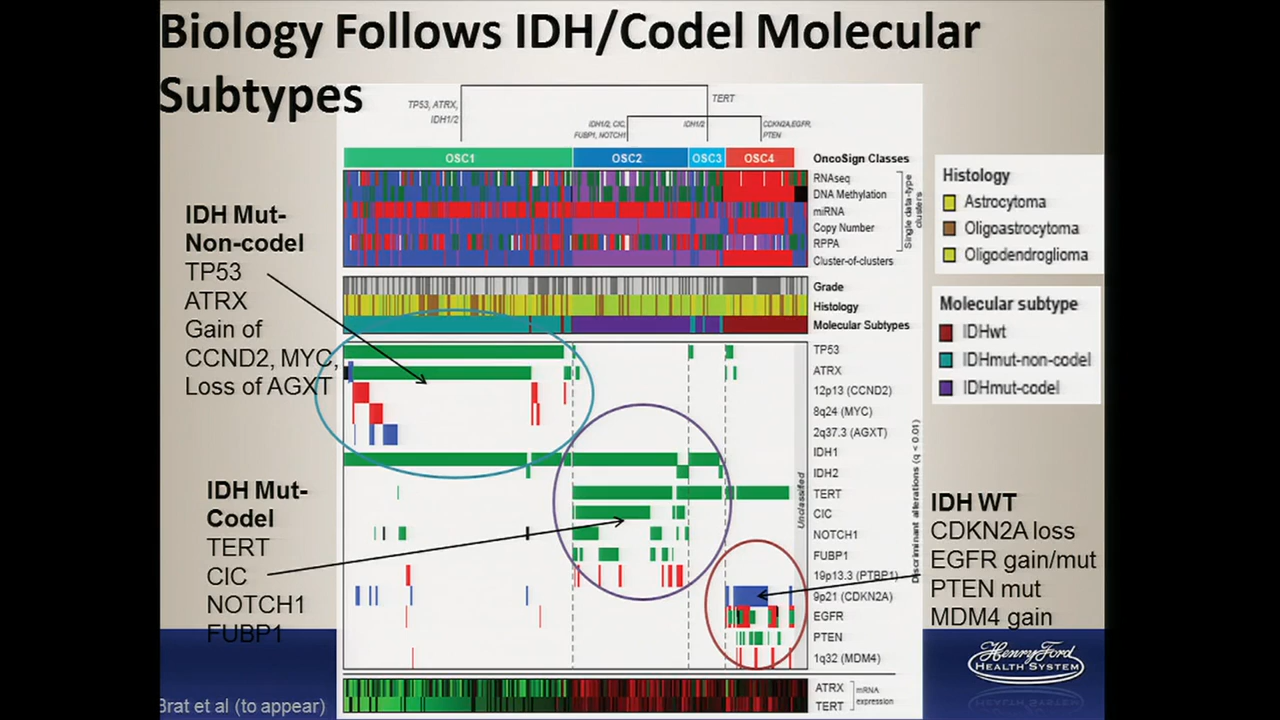 Biology Follows IDH/Codel Molecular
Subtypes
TP53, ATRX,
IDH1/2
TERT
IDH1/2, CIC,
FUBP1, NOTCH1
IDH1/2
CDKN2A,EGFR,
PTEN
OSC1
OSC2
OSC3
OSC4
OncoSign Classes
RNAseq
DNA Methylation
miRNA
Copy Number
RPPA
Cluster-of-clusters
Single data-type
clusters
Grade
Histology
Molecular Subtypes
TP53
ATRX
12p13 (CCND2)
8q24 (MYC)
2q37.3 (AGXT)
IDH1
IDH2
TERT
CIC
NOTCH1
FUBP1
19p13.3 (PTBP1)
9p21 (CDKN2A)
EGFR
PTEN
1q32 (MDM4)
Unclassified
Discriminant alterations (q < 0.01)
ATRX
TERT
mRNA
expression
IDH Mut-
Non-codel
TP53
ATRX
Gain of
CCND2, MYC,
Loss of AGXT
IDH Mut-
Codel
TERT
CIC
NOTCH1
FUBP1
Histology
Astrocytoma
Oligoastrocytoma
Oligodendroglioma
Molecular subtype
IDHwt
IDHmut-non-codel
IDHmut-codel
IDH WT
CDKN2A loss
EGFR gain/mut
PTEN mut
MDM4 gain
Henry Ford
HEALTH SYSTEM
Brat et al (to appear)